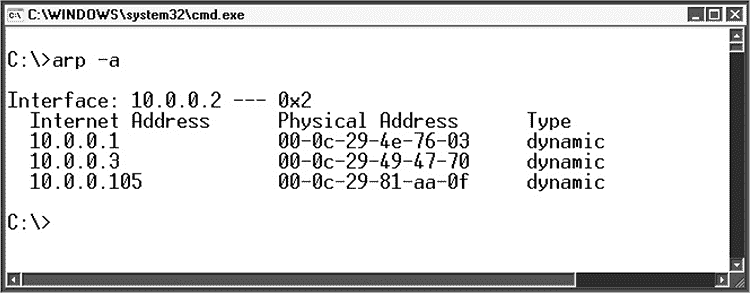 C:\WINDOWS\system32\cmd.exe
C:\>arp -a
Interface: 10.0.0.2 --- 0x2
Internet Address Physical Address Type
10.0.0.1 00-0c-29-4e-76-03 dynamic
10.0.0.3 00-0c-29-49-47-70 dynamic
10.0.0.105 00-0c-29-81-aa-0f dynamic
C:\>